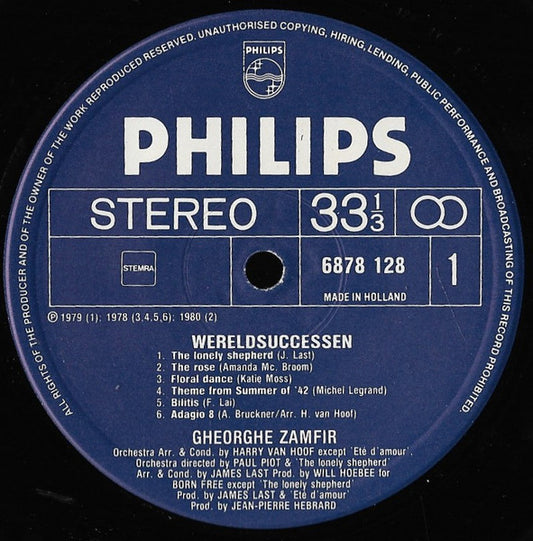 ALL RIGHTS OF THE PRODUCER AND OF THE OWNER OF THE WORK REPRODUCED RESERVED. UNAUTHORISED COPYING, HIRING, LENDING, PUBLIC PERFORMANCE AND BROADCASTING OF THIS RECORD PROHIBITED.
PHILIPS
PHILIPS
STEREO 33 1/3
STEMRA 6878 128 1
MADE IN HOLLAND
℗ 1979 (1): 1978 (3,4,5,6): 1980 (2)
WERELDSUCCESSEN
1. The lonely shepherd (J. Last)
2. The rose (Amanda Mc. Broom)
3. Floral dance (Katie Moss)
4. Theme from Summer of '42 (Michel Legrand)
5. Bilitis (F. Lai)
6. Adagio 8 (A. Bruckner/Arr. H. van Hoof)
GHEORGHE ZAMFIR
Orchestra Arr. & Cond. by HARRY VAN HOOF except 'Eté d'amour'.
Orchestra directed by PAUL PIOT & 'The lonely shepherd'
Arr. & Cond. by JAMES LAST Prod. by WILL HOEBEE for
BORN FREE except 'The lonely shepherd'
Prod. by JAMES LAST & 'Eté d'amour'
Prod. by JEAN-PIERRE HEBRARD